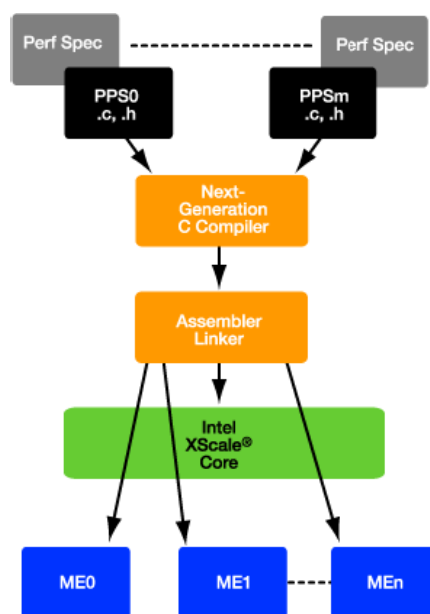 Perf Spec
Perf Spec
PPS0
.c, .h
PPSm
.c, .h
Next-
Generation
C Compiler
Assembler
Linker
Intel
XScale®
Core
ME0
ME1
MEn